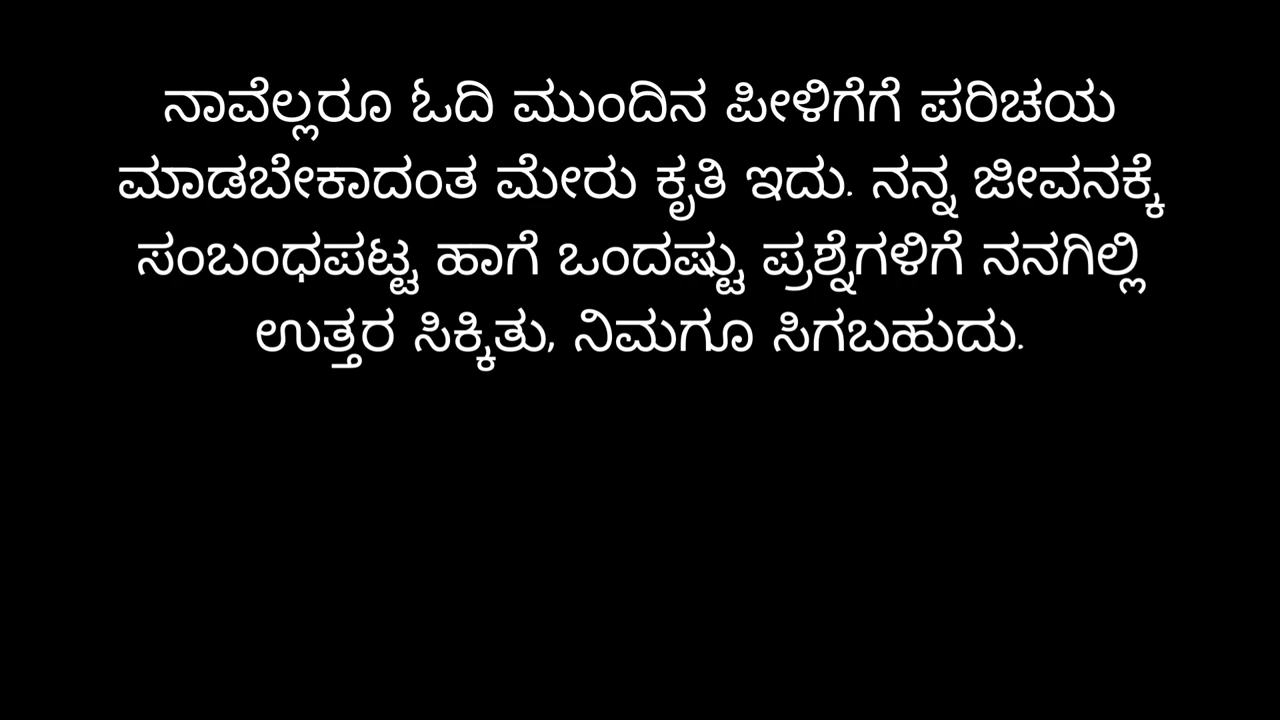 ನಾವೆಲ್ಲರೂ ಓದಿ ಮುಂದಿನ ಪೀಳಿಗೆಗೆ ಪರಿಚಯ
ಮಾಡಬೇಕಾದಂತ ಮೇರು ಕೃತಿ ಇದು. ನನ್ನ ಜೀವನಕ್ಕೆ
ಸಂಬಂಧಪಟ್ಟ ಹಾಗೆ ಒಂದಷ್ಟು ಪ್ರಶ್ನೆಗಳಿಗೆ ನನಗಿಲ್ಲಿ
ಉತ್ತರ ಸಿಕ್ಕಿತು, ನಿಮಗೂ ಸಿಗಬಹುದು.